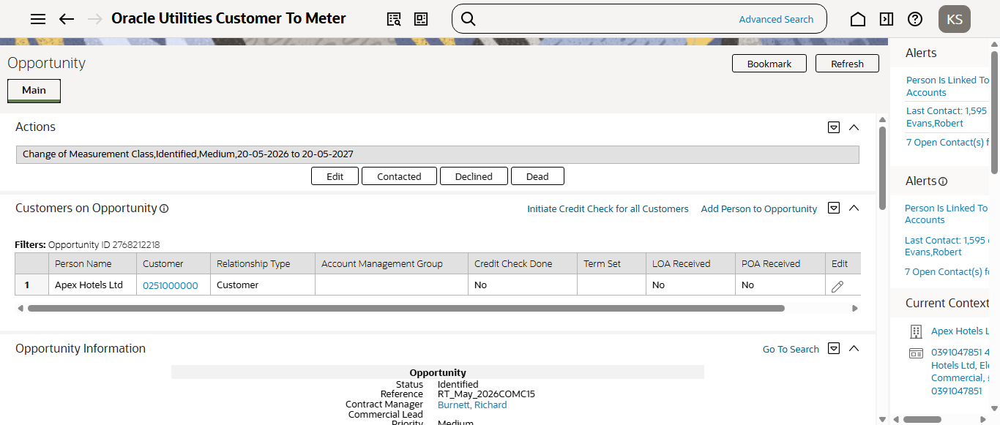 Oracle Utilities Customer To Meter
Advanced Search
KS
Opportunity
Bookmark
Refresh
Main
Actions
Change of Measurement Class,Identified,Medium,20-05-2026 to 20-05-2027
Edit
Contacted
Declined
Dead
Customers on Opportunity
Initiate Credit Check for all Customers
Add Person to Opportunity
Filters: Opportunity ID 2768212218
Person Name
Customer
Relationship Type
Account Management Group
Credit Check Done
Term Set
LOA Received
POA Received
Edit
1
Apex Hotels Ltd
0251000000
Customer
No
No
No
Opportunity Information
Go To Search
Opportunity
Status Identified
Reference RT_May_2026COMC15
Contract Manager Burnett, Richard
Commercial Lead
Priority Medium
Alerts
Person Is Linked To
Accounts
Last Contact: 1,595
Evans,Robert
7 Open Contact(s) f
Alerts
Person Is Linked To
Accounts
Last Contact: 1,595
Evans,Robert
7 Open Contact(s) fo
Current Context
Apex Hotels L
0391047851 4
Hotels Ltd, Ele
Commercial,
0391047851